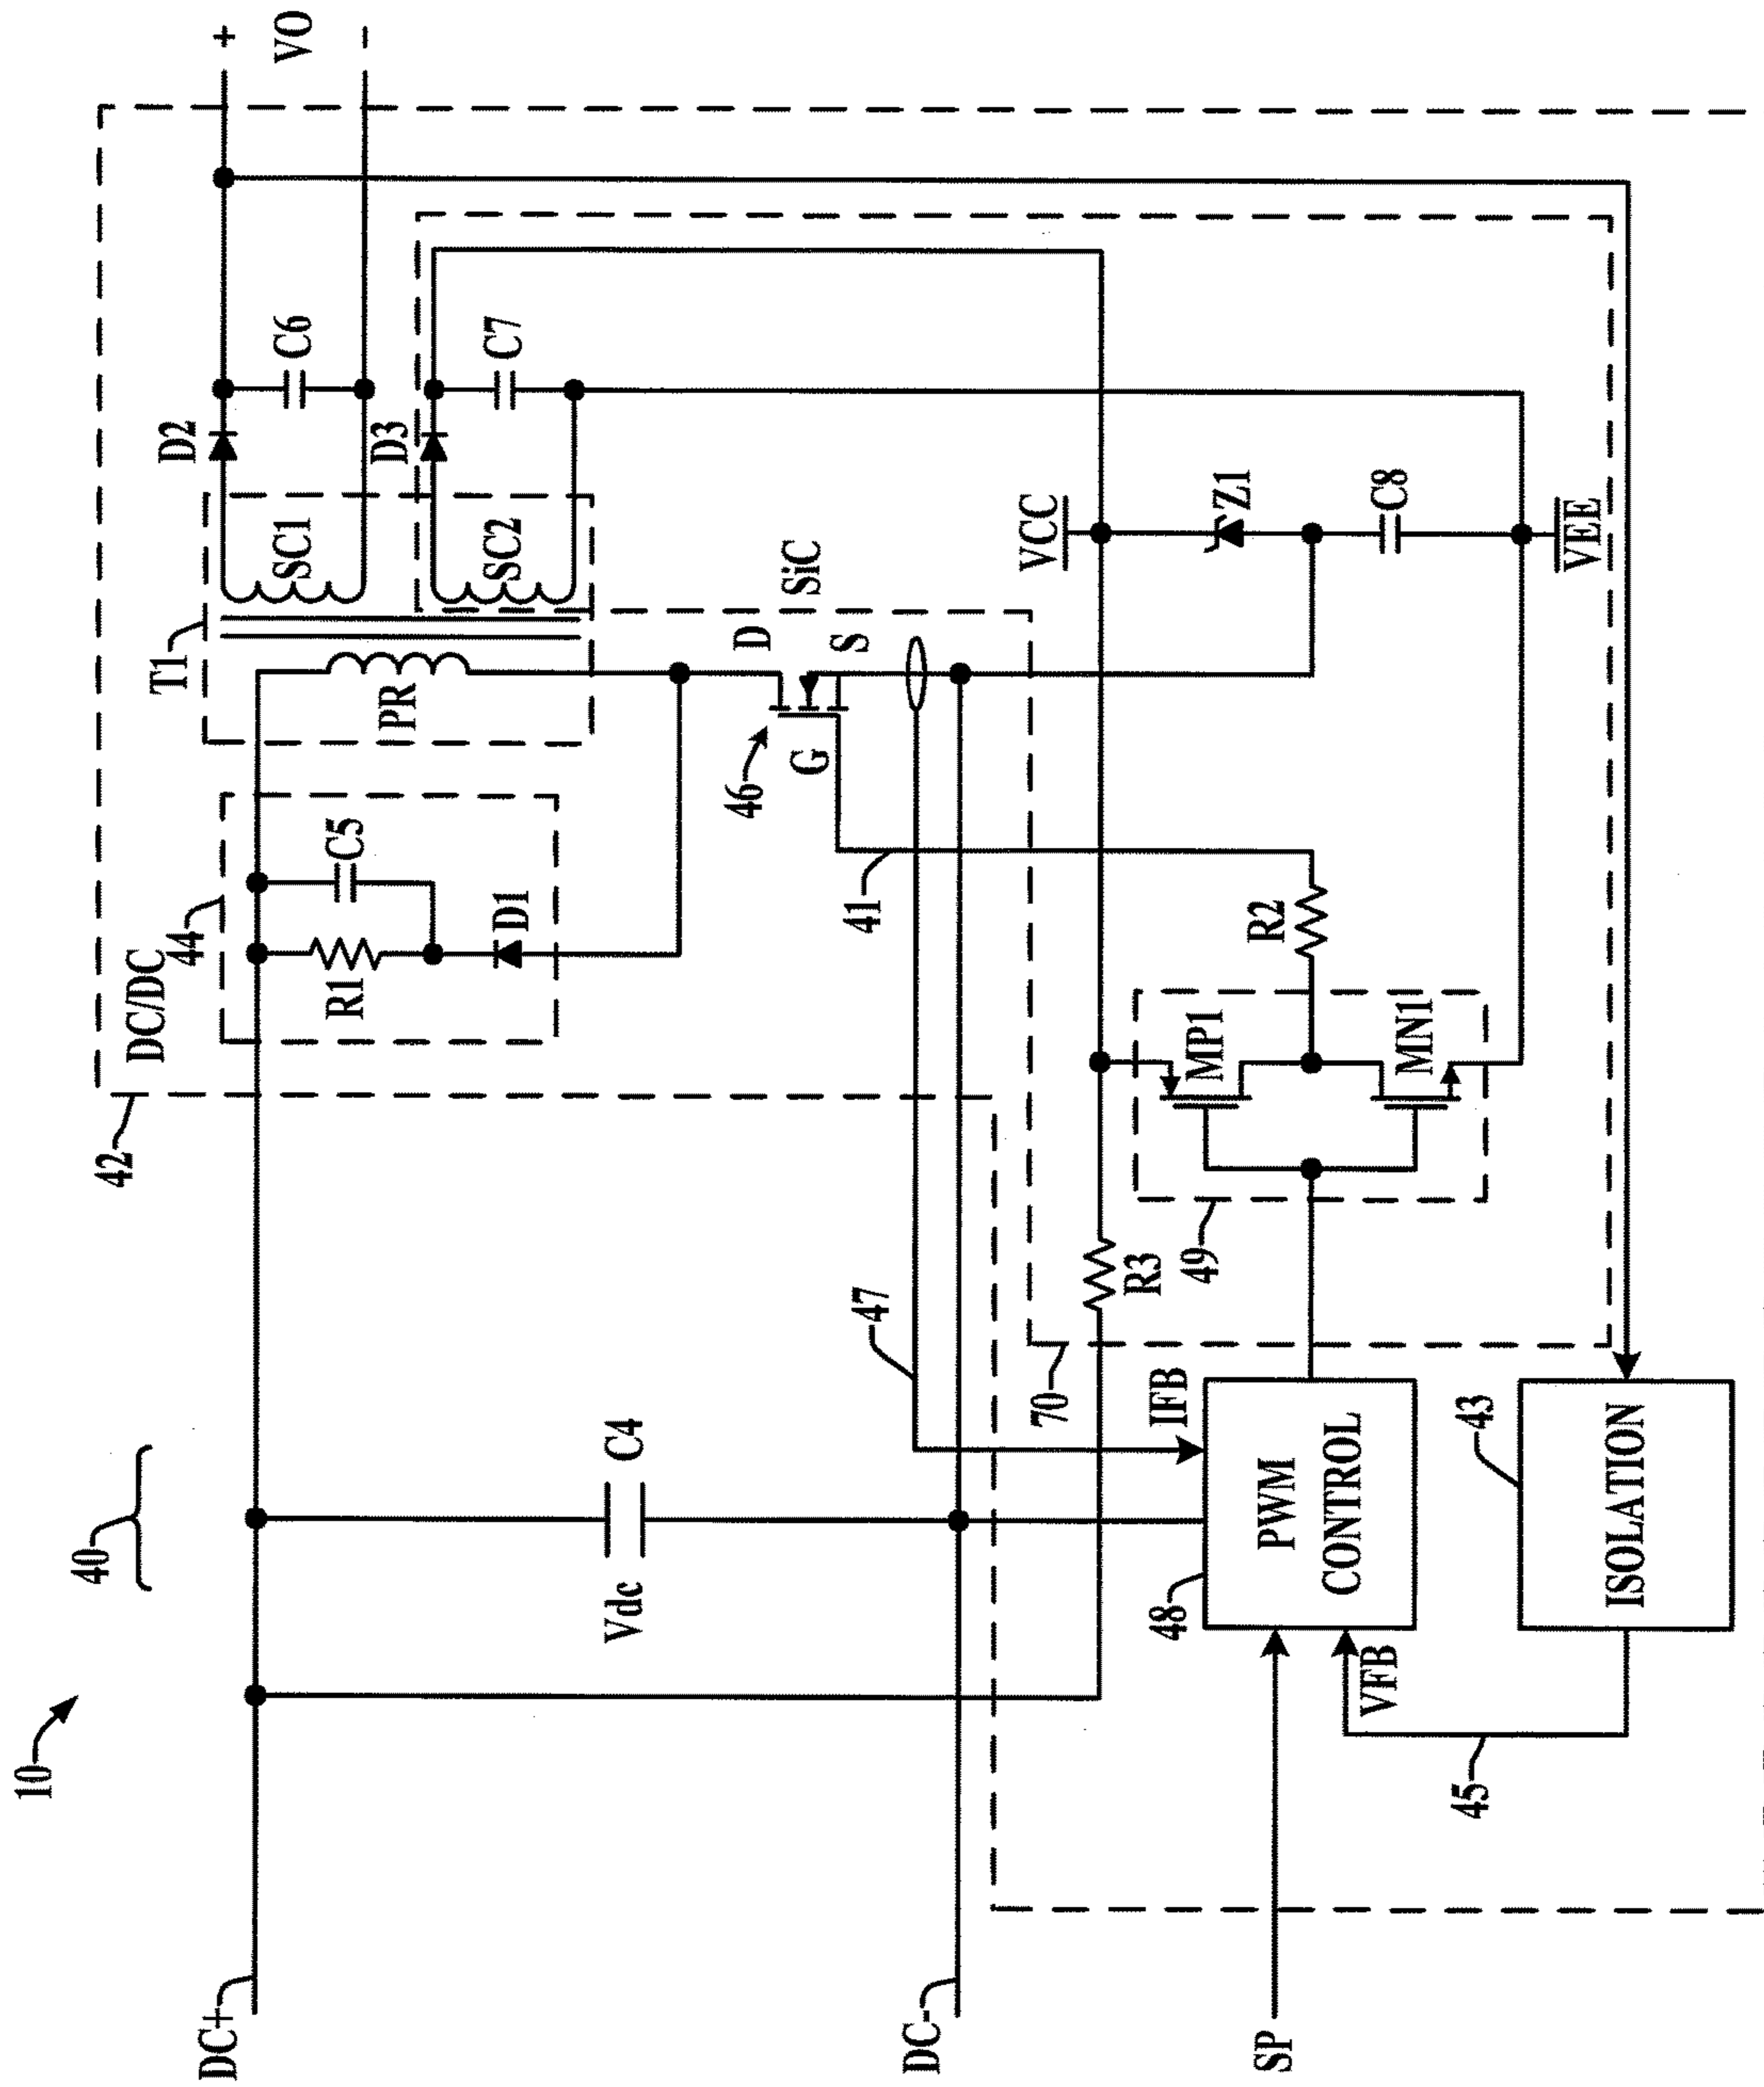 10
40
42
DC/DC
44
R1
C5
D1
T1
PR
SC1
SC2
D2
D3
C6
C7
+
VO
-
DC+
Vdc
C4
46
D
G
S
SiC
47
41
DC-
70
IFB
R3
49
MP1
MN1
R2
VCC
Z1
C8
VEE
SP
48
PWM
CONTROL
VFB
45
43
ISOLATION